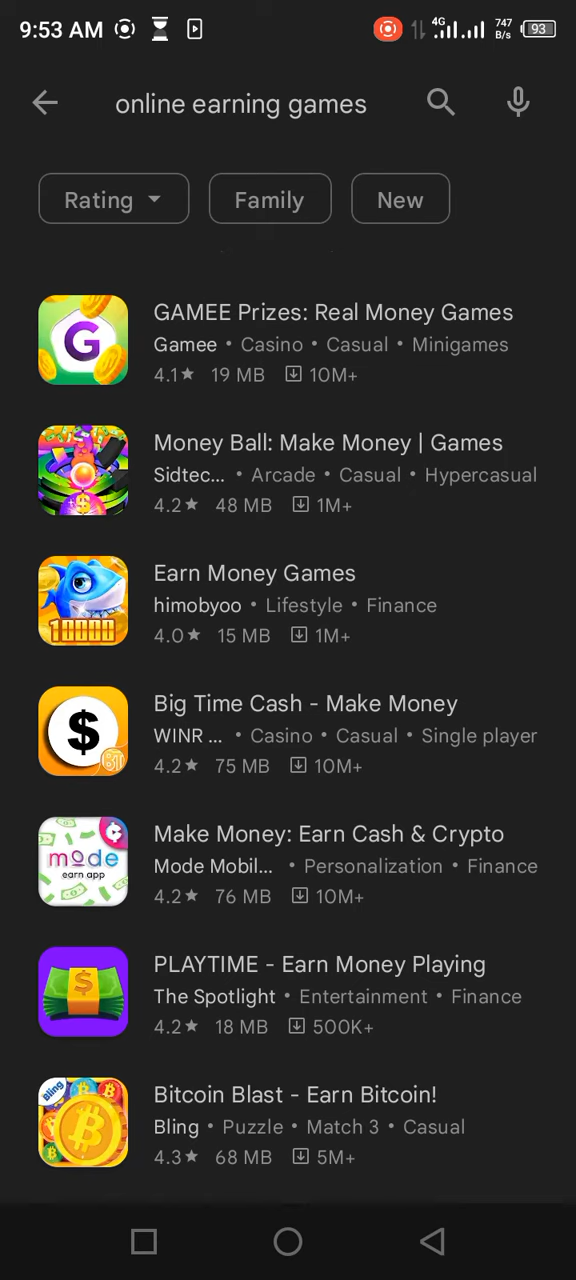 9:53 AM 4G 747 B/s 93
online earning games
Rating Family New
GAMEE Prizes: Real Money Games
Gamee • Casino • Casual • Minigames
4.1★ 19 MB 10M+
Money Ball: Make Money | Games
Sidtec... • Arcade • Casual • Hypercasual
4.2★ 48 MB 1M+
10000
Earn Money Games
himobyoo • Lifestyle • Finance
4.0★ 15 MB 1M+
$
Big Time Cash - Make Money
WINR ... • Casino • Casual • Single player
4.2★ 75 MB 10M+
mode
earn app
Make Money: Earn Cash & Crypto
Mode Mobil... • Personalization • Finance
4.2★ 76 MB 10M+
PLAYTIME - Earn Money Playing
The Spotlight • Entertainment • Finance
4.2★ 18 MB 500K+
Bling
Bitcoin Blast - Earn Bitcoin!
Bling • Puzzle • Match 3 • Casual
4.3★ 68 MB 5M+